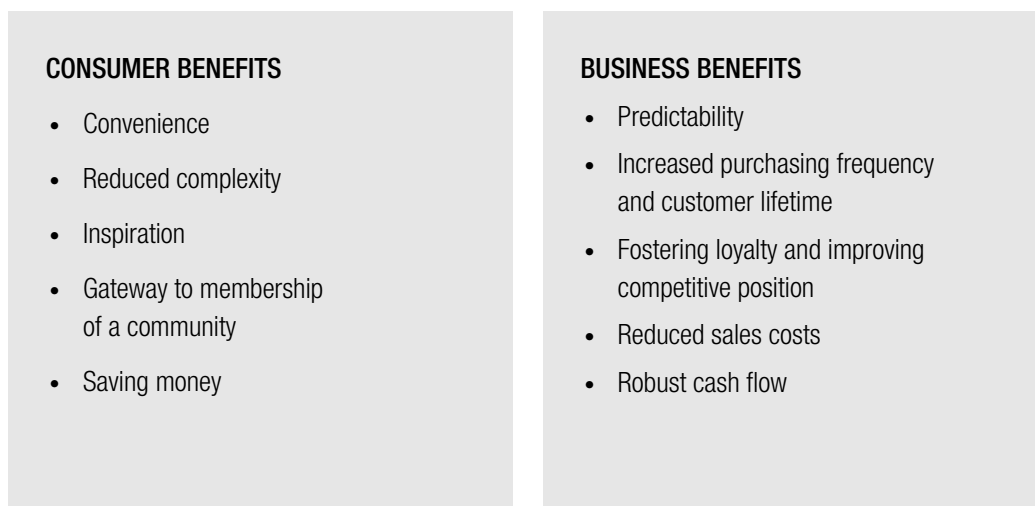 CONSUMER BENEFITS
• Convenience
• Reduced complexity
• Inspiration
• Gateway to membership
of a community
• Saving money
BUSINESS BENEFITS
• Predictability
• Increased purchasing frequency
and customer lifetime
• Fostering loyalty and improving
competitive position
• Reduced sales costs
• Robust cash flow